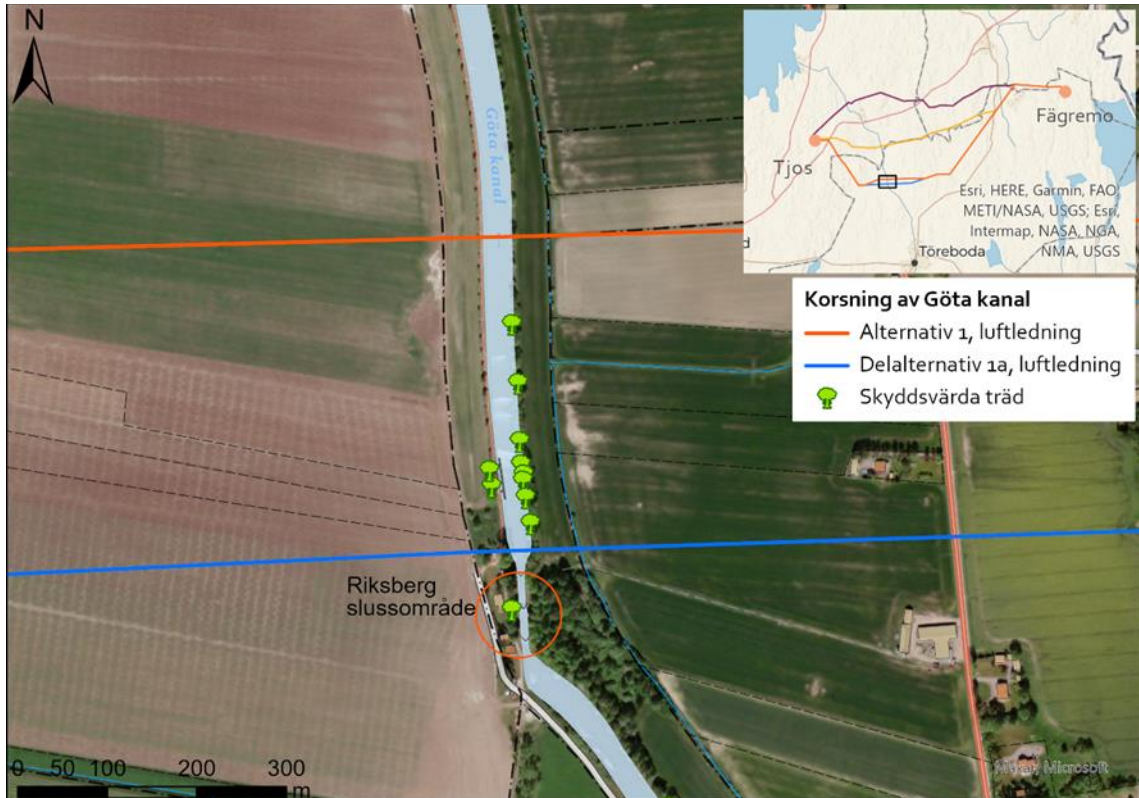 N
Göta kanal
Tjos
Fägremo
Töreboda
d
Esri, HERE, Garmin, FAO,
METI/NASA, USGS; Esri,
Intermap, NASA, NGA,
NMA, USGS
Korsning av Göta kanal
Alternativ 1, luftledning
Delalternativ 1a, luftledning
Skyddsvärda träd
Riksberg
slussområde
0 50 100 200 300
m
Maxar, Microsoft